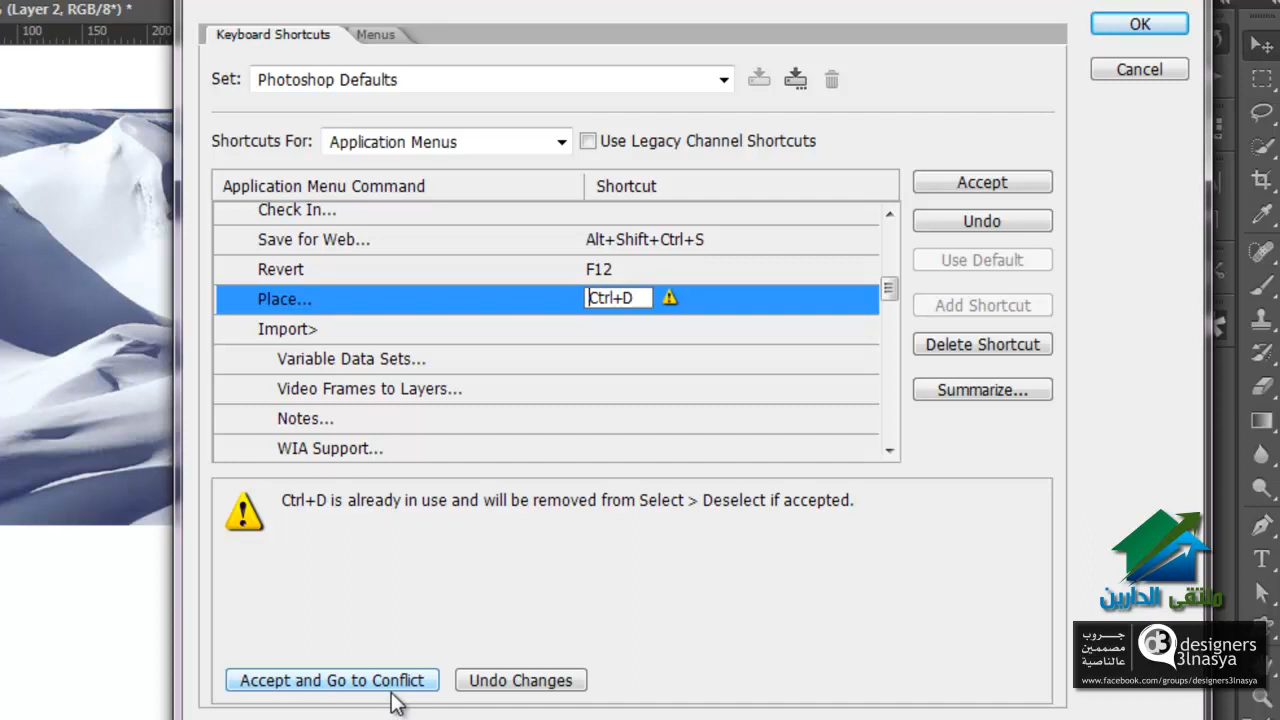 (Layer 2, RGB/8*) *
100 150 200
Keyboard Shortcuts
Menus
OK
Set: Photoshop Defaults
Cancel
Shortcuts For: Application Menus
Use Legacy Channel Shortcuts
Application Menu Command Shortcut
Accept
Check In...
Undo
Save for Web... Alt+Shift+Ctrl+S
Use Default
Revert F12
Place... Ctrl+D
Add Shortcut
Import>
Delete Shortcut
Variable Data Sets...
Video Frames to Layers...
Summarize...
Notes...
WIA Support...
Ctrl+D is already in use and will be removed from Select > Deselect if accepted.
ملتقى الدارين
جروب
مصممين
عالناصية
d3 designers
3lnasya
www.facebook.com/groups/designers3lnasya
Accept and Go to Conflict
Undo Changes